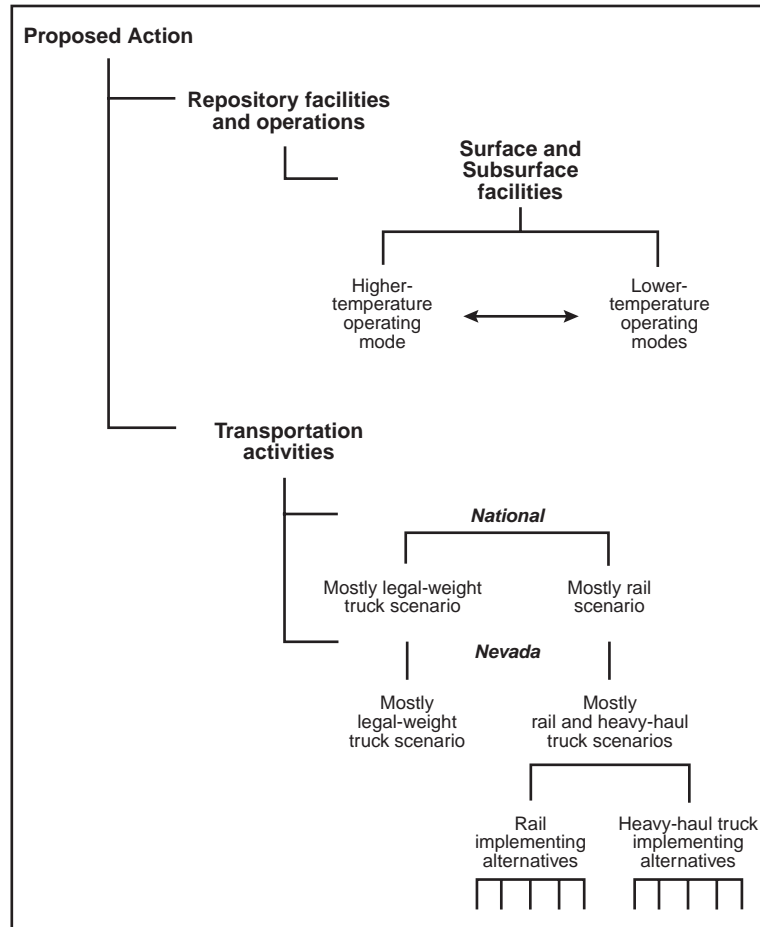 Proposed Action
Repository facilities
and operations
Surface and
Subsurface
facilities
Higher-
temperature
operating
mode
Lower-
temperature
operating
modes
Transportation
activities
National
Mostly legal-weight
truck scenario
Mostly rail
scenario
Nevada
Mostly
legal-weight
truck scenario
Mostly
rail and heavy-haul
truck scenarios
Rail
implementing
alternatives
Heavy-haul truck
implementing
alternatives